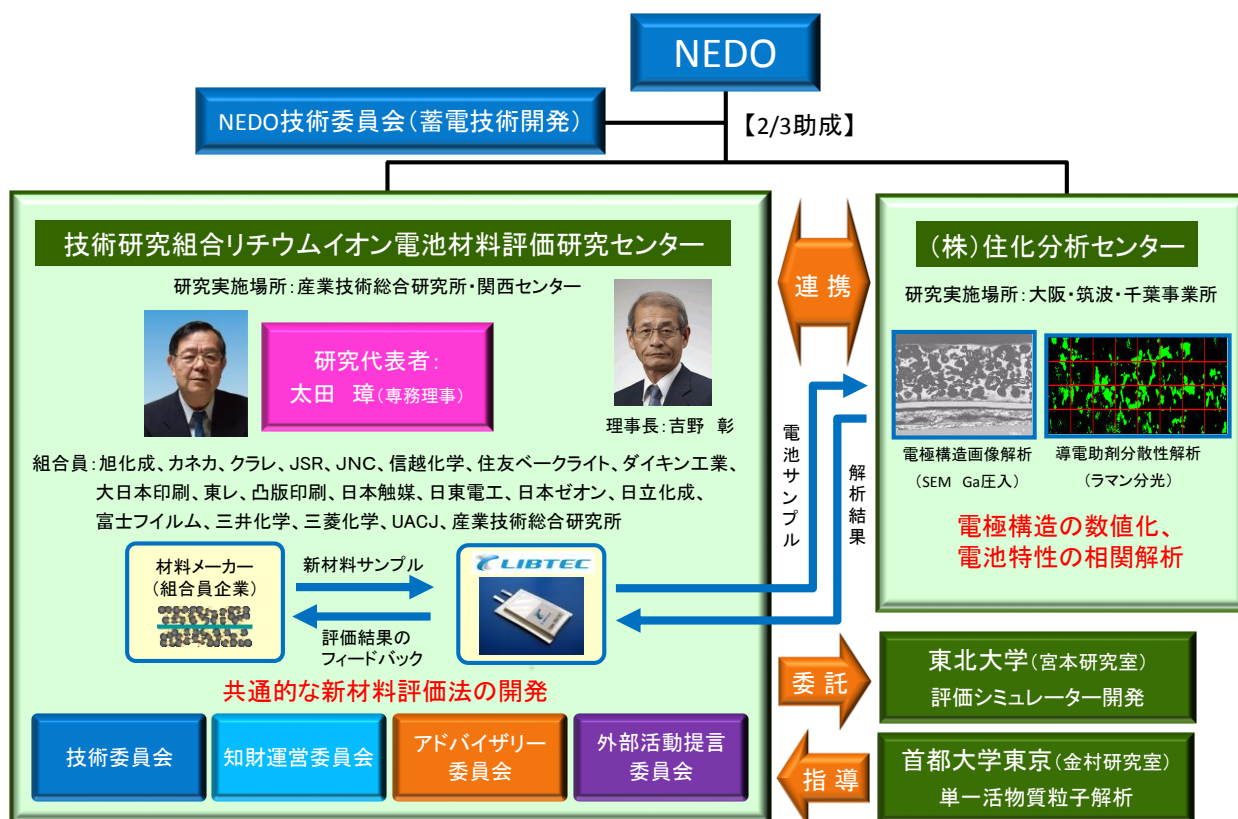 NEDO
NEDO技術委員会(蓄電技術開発)
【2/3助成】
技術研究組合リチウムイオン電池材料評価研究センター
研究実施場所:産業技術総合研究所・関西センター
研究代表者:
太田 璋(専務理事)
理事長:吉野 彰
組合員:旭化成、カネカ、クラレ、JSR、JNC、信越化学、住友ベークライト、ダイキン工業、
大日本印刷、東レ、凸版印刷、日本触媒、日東電工、日本ゼオン、日立化成、
富士フイルム、三井化学、三菱化学、UACJ、産業技術総合研究所
材料メーカー
(組合員企業)
新材料サンプル
評価結果の
フィードバック
LIBTEC
共通的な新材料評価法の開発
技術委員会
知財運営委員会
アドバイザリー
委員会
外部活動提言
委員会
連携
電池サンプル
解析結果
(株)住化分析センター
研究実施場所:大阪・筑波・千葉事業所
電極構造画像解析
(SEM Ga圧入)
導電助剤分散性解析
(ラマン分光)
電極構造の数値化、
電池特性の相関解析
委託
東北大学(宮本研究室)
評価シミュレーター開発
指導
首都大学東京(金村研究室)
単一活物質粒子解析